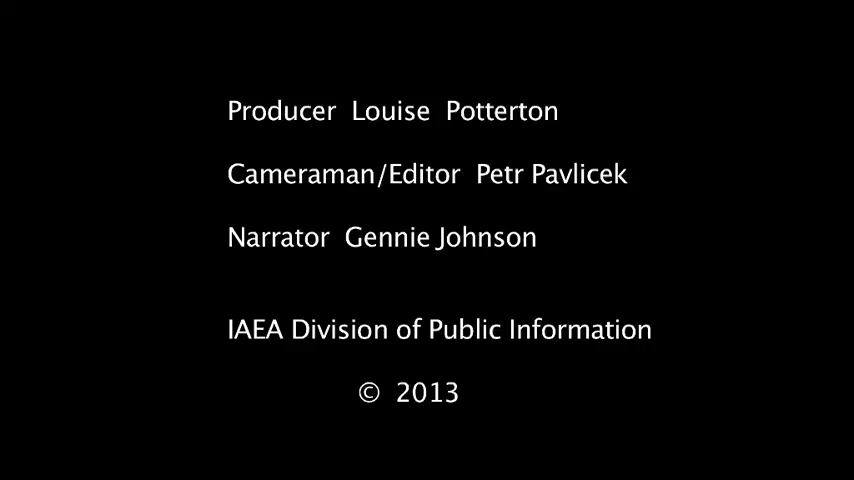 Producer Louise Potterton
Cameraman/Editor Petr Pavlicek
Narrator Gennie Johnson
IAEA Division of Public Information
© 2013